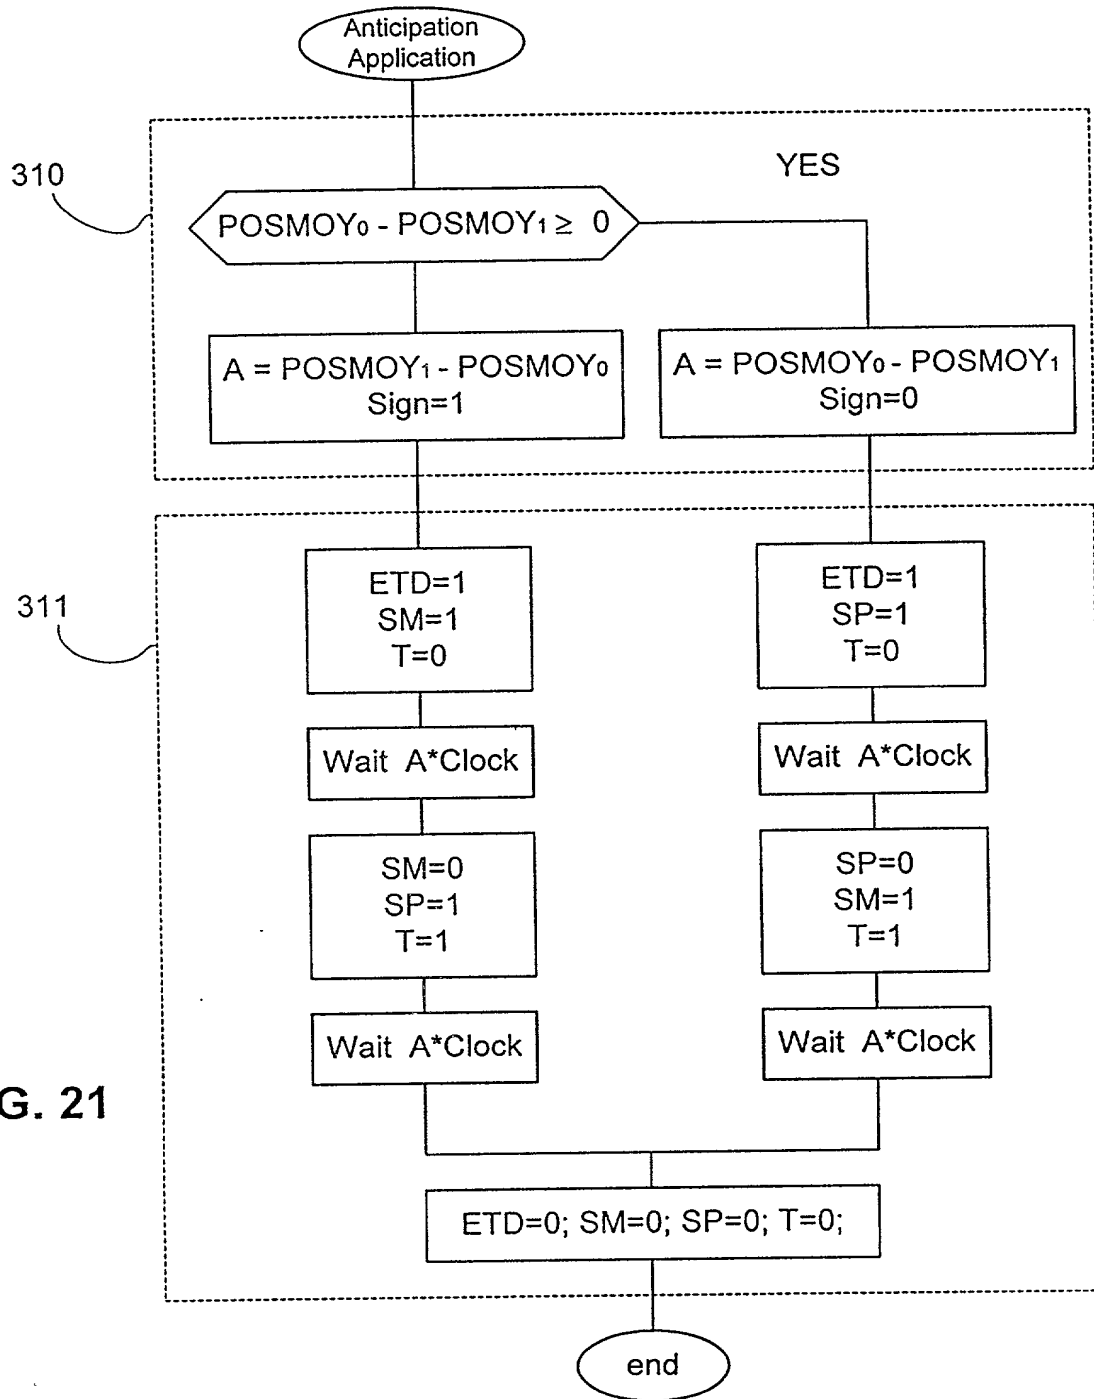 Anticipation
Application
310
YES
POSMOY₀ - POSMOY₁ ≥ 0
A = POSMOY₁ - POSMOY₀
Sign=1
A = POSMOY₀ - POSMOY₁
Sign=0
311
ETD=1
SM=1
T=0
ETD=1
SP=1
T=0
Wait A*Clock
Wait A*Clock
SM=0
SP=1
T=1
SP=0
SM=1
T=1
Wait A*Clock
Wait A*Clock
G. 21
ETD=0; SM=0; SP=0; T=0;
end